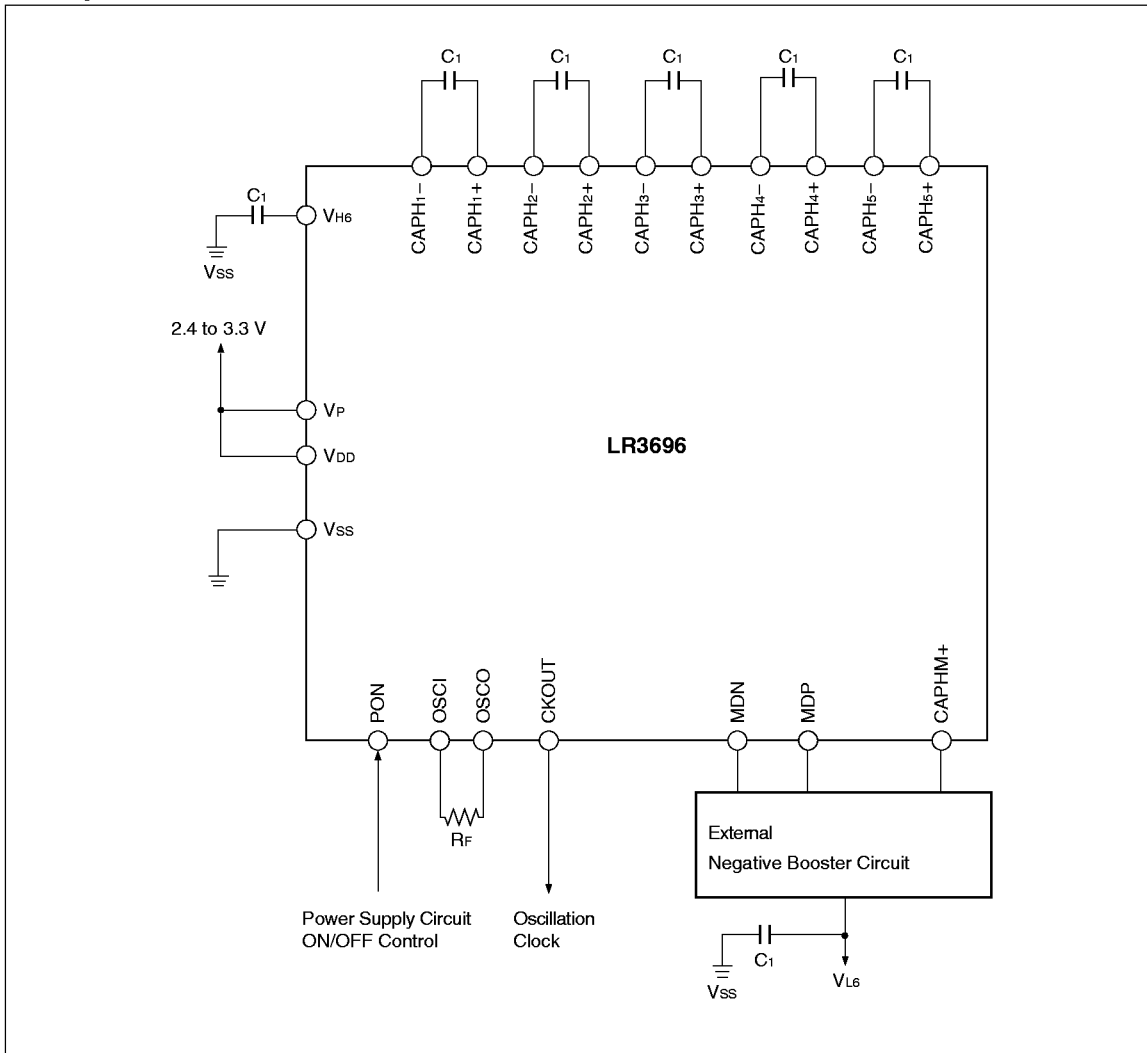 C1 C1 C1 C1 C1
CAPH1− CAPH1+ CAPH2− CAPH2+ CAPH3− CAPH3+ CAPH4− CAPH4+ CAPH5− CAPH5+
C1
VH6
VSS
2.4 to 3.3 V
VP
LR3696
VDD
VSS
PON OSCI OSCO CKOUT MDN MDP CAPHM+
RF
External
Negative Booster Circuit
Power Supply Circuit
ON/OFF Control
Oscillation
Clock
C1
VSS
VL6